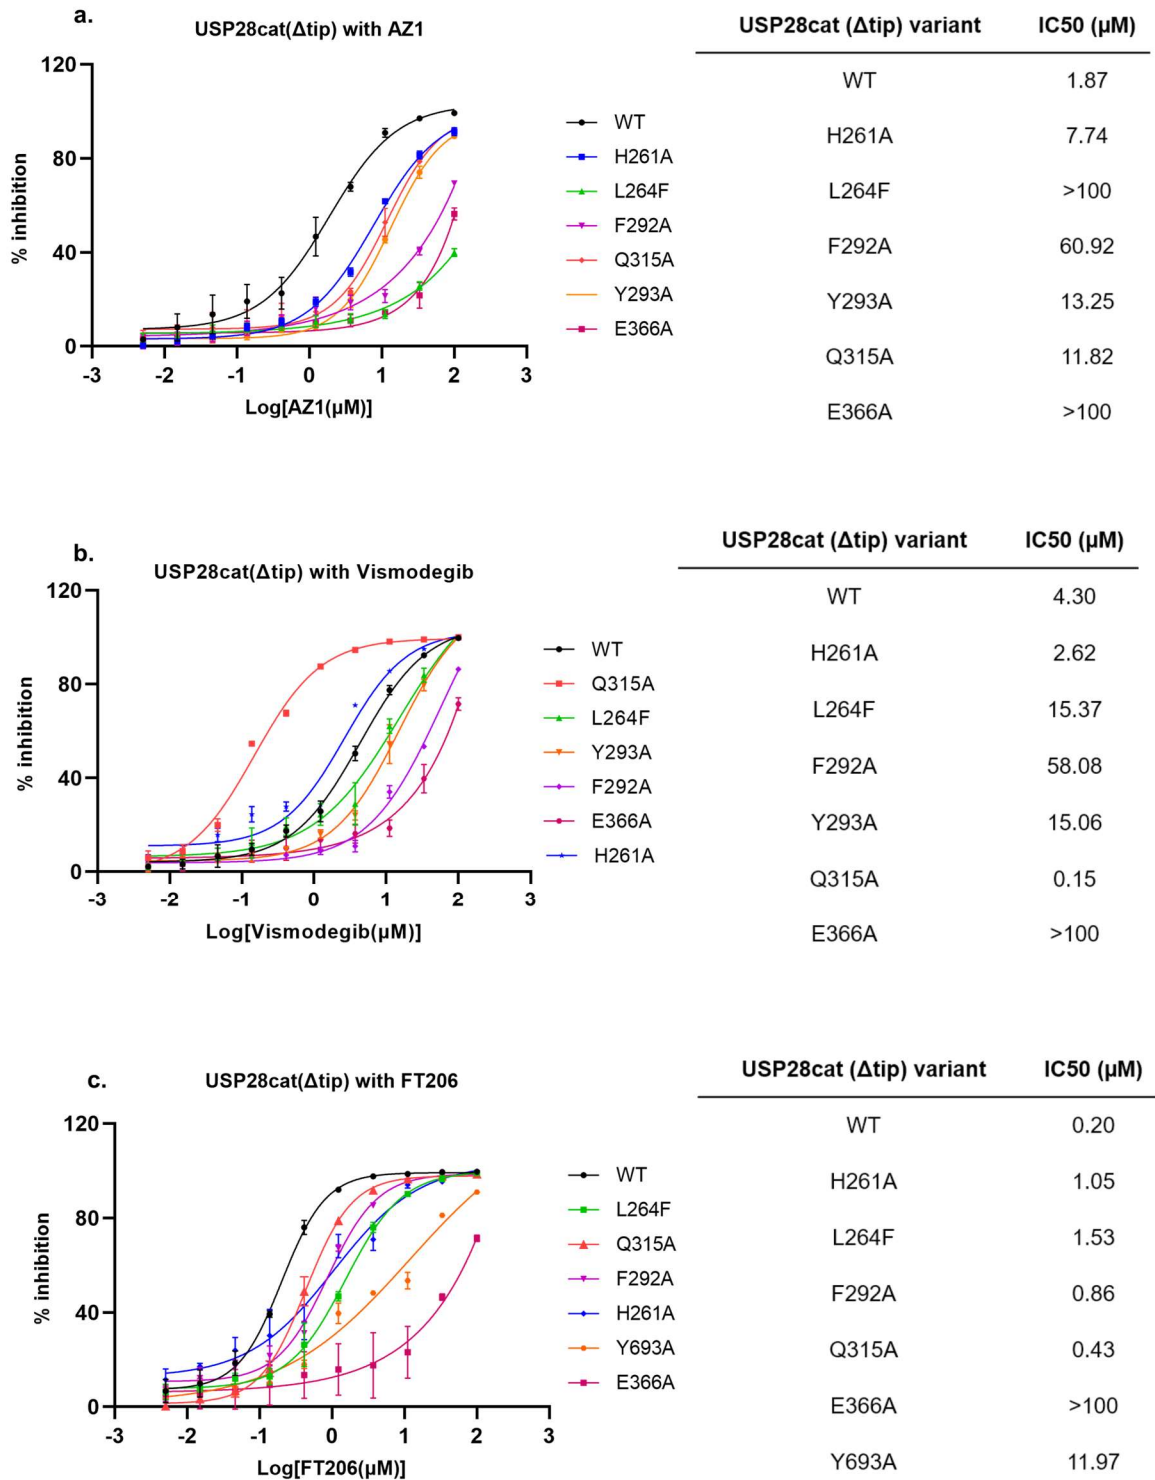 a.
USP28cat(Δtip) with AZ1
120
80
40
0
% inhibition
-3 -2 -1 0 1 2 3
Log[AZ1(µM)]
WT
H261A
L264F
F292A
Q315A
Y293A
E366A
USP28cat (Δtip) variant IC50 (µM)
WT 1.87
H261A 7.74
L264F >100
F292A 60.92
Y293A 13.25
Q315A 11.82
E366A >100
b.
USP28cat(Δtip) with Vismodegib
120
80
40
0
% inhibition
-3 -2 -1 0 1 2 3
Log[Vismodegib(µM)]
WT
Q315A
L264F
Y293A
F292A
E366A
H261A
USP28cat (Δtip) variant IC50 (µM)
WT 4.30
H261A 2.62
L264F 15.37
F292A 58.08
Y293A 15.06
Q315A 0.15
E366A >100
c.
USP28cat(Δtip) with FT206
120
80
40
0
% inhibition
-3 -2 -1 0 1 2 3
Log[FT206(µM)]
WT
L264F
Q315A
F292A
H261A
Y693A
E366A
USP28cat (Δtip) variant IC50 (µM)
WT 0.20
H261A 1.05
L264F 1.53
F292A 0.86
Q315A 0.43
E366A >100
Y693A 11.97